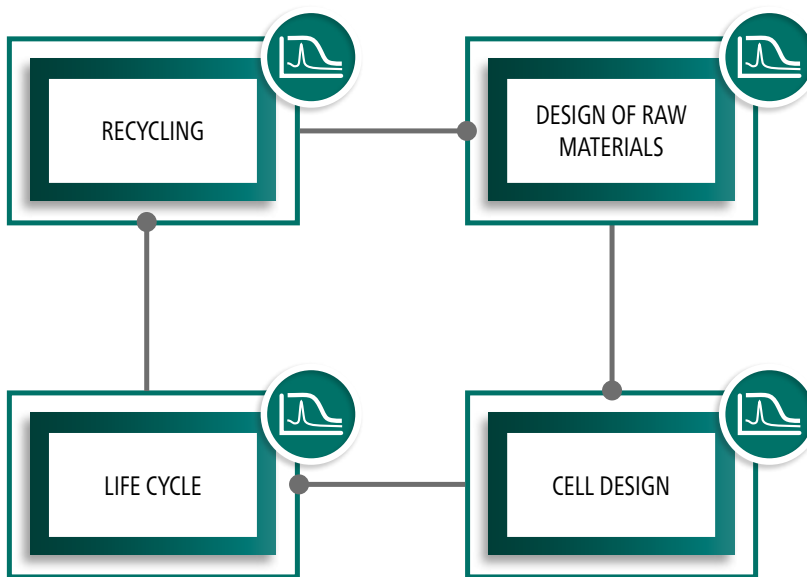 RECYCLING
DESIGN OF RAW
MATERIALS
LIFE CYCLE
CELL DESIGN